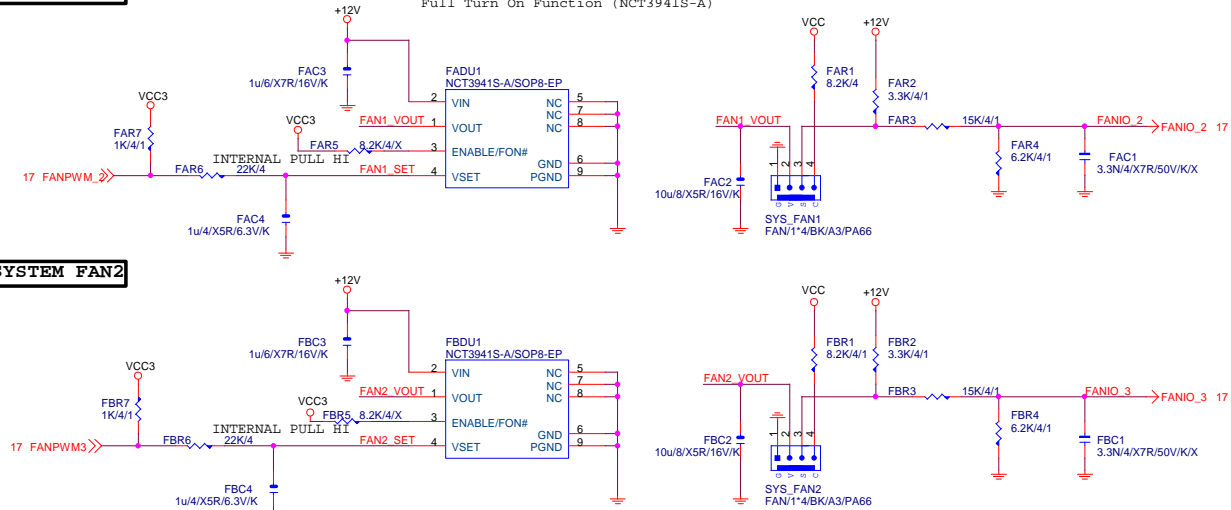 Full Turn On Function (NCT3941S-A)
+12V
FAC3
1u/6/X7R/16V/K
VCC3
FAR7
1K/4/1
17 FANPWM_2
FAR6
22K/4
INTERNAL PULL HI
VCC3
FAR5
8.2K/4/X
FAN1_VOUT
FAN1_SET
FAC4
1u/4/X5R/6.3V/K
FADU1
NCT3941S-A/SOP8-EP
2 VIN
1 VOUT
3 ENABLE/FON#
4 VSET
NC 5
NC 7
NC 8
GND 6
PGND 9
VCC
+12V
FAR1
8.2K/4
FAR2
3.3K/4/1
FAN1_VOUT
FAR3
15K/4/1
FANIO_2
FANIO_2 17
FAR4
6.2K/4/1
FAC1
3.3N/4/X7R/50V/K/X
FAC2
10u/8/X5R/16V/K
1 2 3 4
G V S C
SYS_FAN1
FAN/1*4/BK/A3/PA66
SYSTEM FAN2
+12V
FBC3
1u/6/X7R/16V/K
VCC3
FBR7
1K/4/1
17 FANPWM3
FBR6
22K/4
INTERNAL PULL HI
VCC3
FBR5
8.2K/4/X
FAN2_VOUT
FAN2_SET
FBC4
1u/4/X5R/6.3V/K
FBDU1
NCT3941S-A/SOP8-EP
2 VIN
1 VOUT
3 ENABLE/FON#
4 VSET
NC 5
NC 7
NC 8
GND 6
PGND 9
VCC
+12V
FBR1
8.2K/4/1
FBR2
3.3K/4/1
FAN2_VOUT
FBR3
15K/4/1
FANIO_3
FANIO_3 17
FBR4
6.2K/4/1
FBC1
3.3N/4/X7R/50V/K/X
FBC2
10u/8/X5R/16V/K
1 2 3 4
G V S C
SYS_FAN2
FAN/1*4/BK/A3/PA66